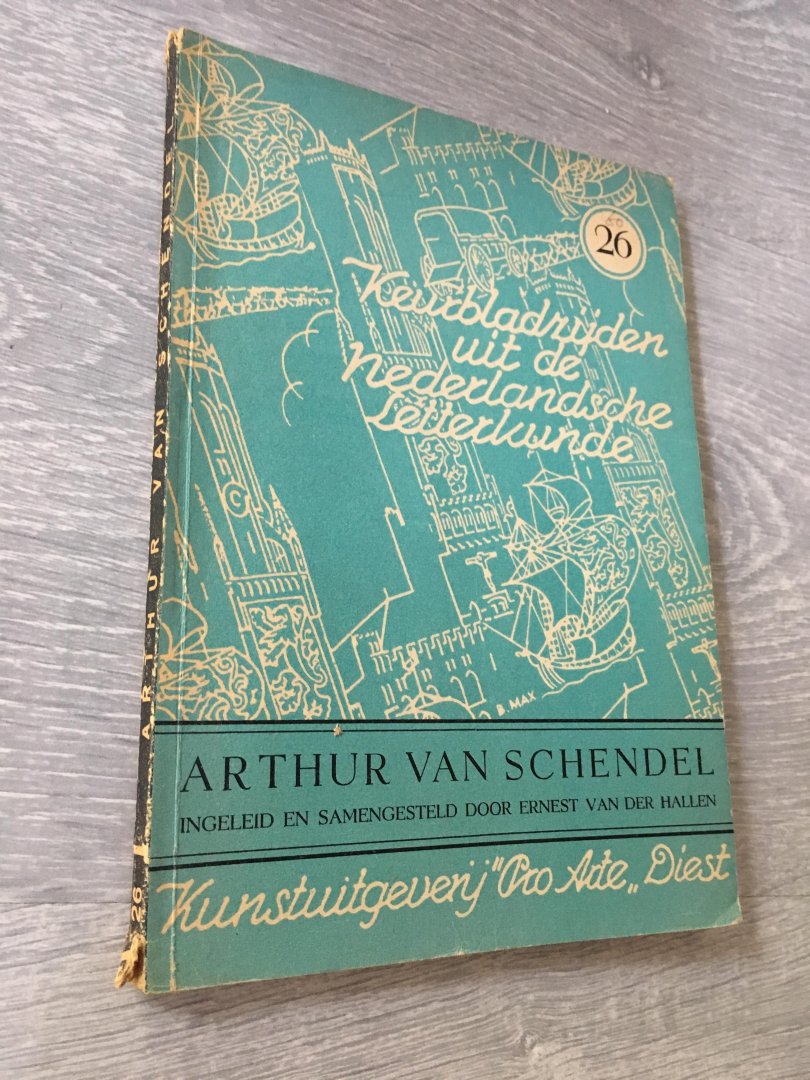 26
Keurbladzijden
uit de
Nederlandsche
Letterkunde
B. MAX
ARTHUR VAN SCHENDEL
INGELEID EN SAMENGESTELD DOOR ERNEST VAN DER HALLEN
Kunstuitgeverij "Pro Arte„ Diest
26 ARTHUR VAN SCHENDEL